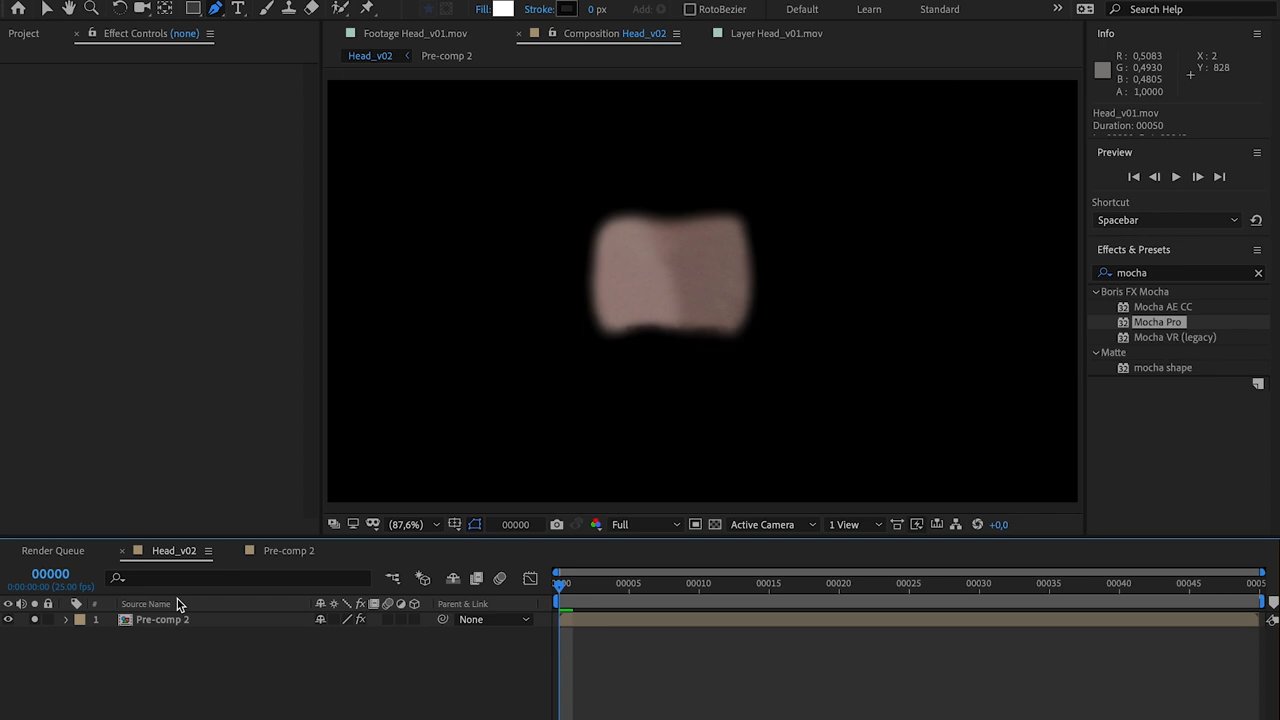 Fill: Stroke: 0 px Add: RotoBezier Default Learn Standard Search Help
Project Effect Controls (none) Footage Head_v01.mov Composition Head_v02 Layer Head_v01.mov Info
Head_v02 Pre-comp 2
R : 0,5083 X : 2
G : 0,4930 Y : 828
B : 0,4805
A : 1,0000
Head_v01.mov
Duration: 00050
Preview
Shortcut
Spacebar
Effects & Presets
mocha
Boris FX Mocha
Mocha AE CC
Mocha Pro
Mocha VR (legacy)
Matte
mocha shape
(87,6%) 00000 Full Active Camera 1 View +0,0
Render Queue Head_v02 Pre-comp 2
00000
0:00:00:00 (25.00 fps)
00005 00010 00015 00020 00025 00030 00035 00040 00045
# Source Name Parent & Link
1 Pre-comp 2 None